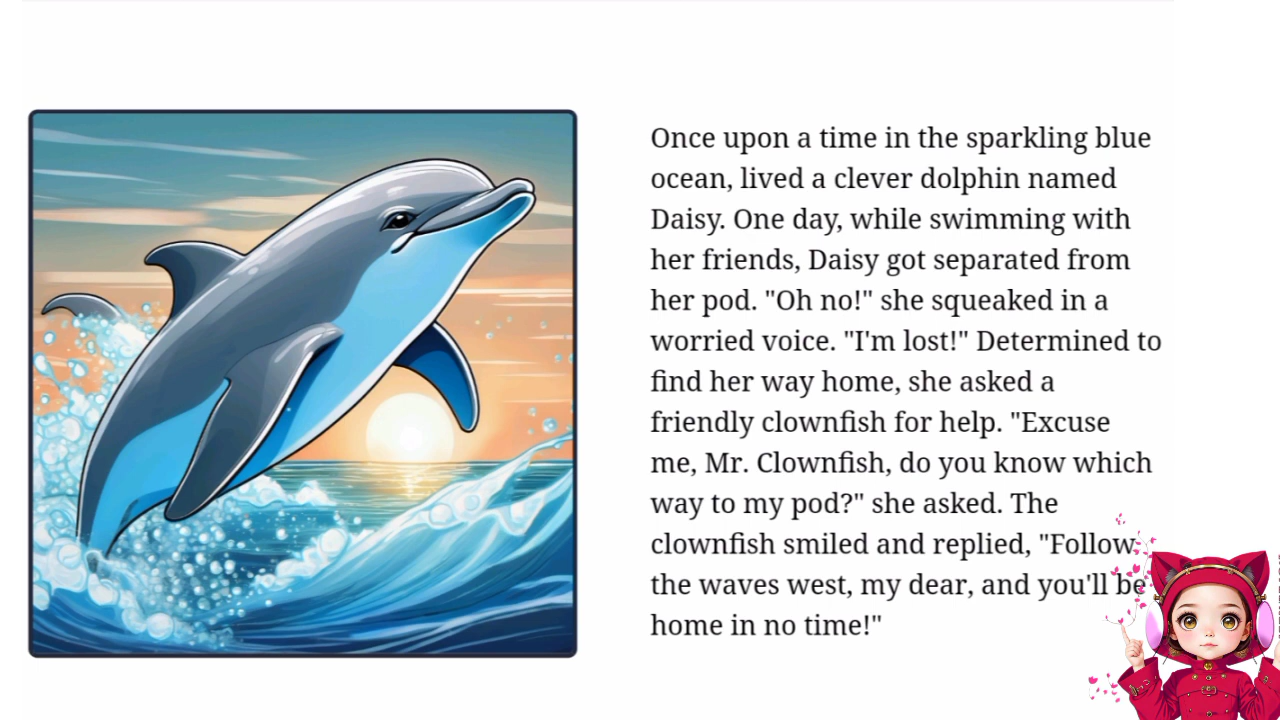 Once upon a time in the sparkling blue
ocean, lived a clever dolphin named
Daisy. One day, while swimming with
her friends, Daisy got separated from
her pod. "Oh no!" she squeaked in a
worried voice. "I'm lost!" Determined to
find her way home, she asked a
friendly clownfish for help. "Excuse
me, Mr. Clownfish, do you know which
way to my pod?" she asked. The
clownfish smiled and replied, "Follow
the waves west, my dear, and you'll be
home in no time!"